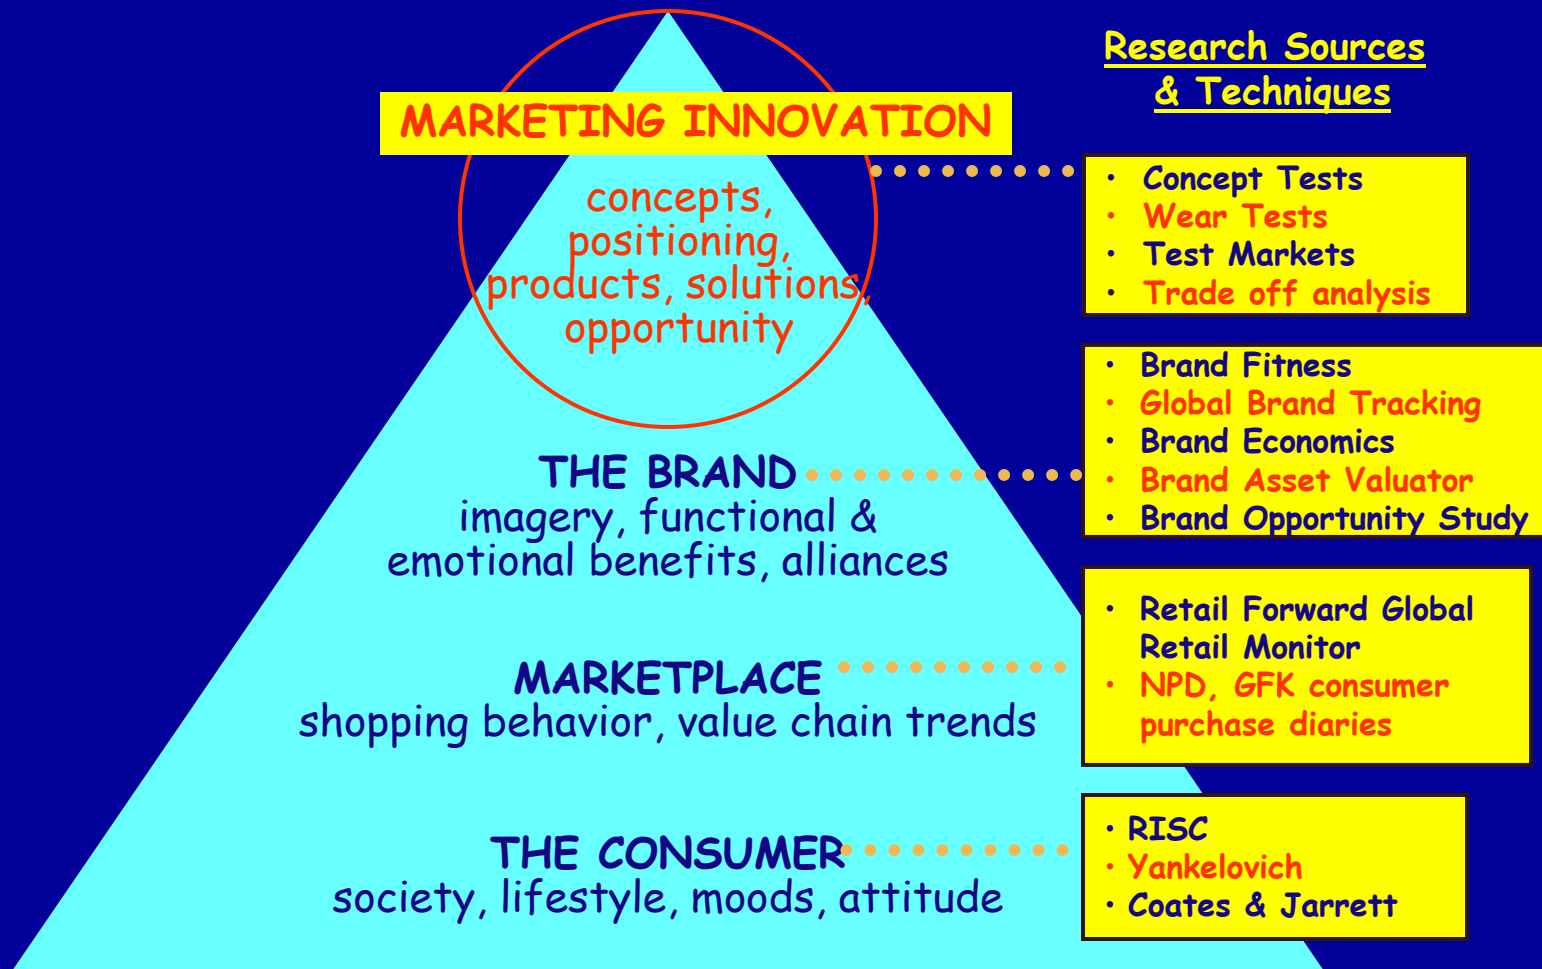 MARKETING INNOVATION
concepts,
positioning,
products, solutions,
opportunity
THE BRAND
imagery, functional &
emotional benefits, alliances
MARKETPLACE
shopping behavior, value chain trends
THE CONSUMER
society, lifestyle, moods, attitude
Research Sources
& Techniques
• Concept Tests
• Wear Tests
• Test Markets
• Trade off analysis
• Brand Fitness
• Global Brand Tracking
• Brand Economics
• Brand Asset Valuator
• Brand Opportunity Study
• Retail Forward Global
Retail Monitor
• NPD, GFK consumer
purchase diaries
• RISC
• Yankelovich
• Coates & Jarrett